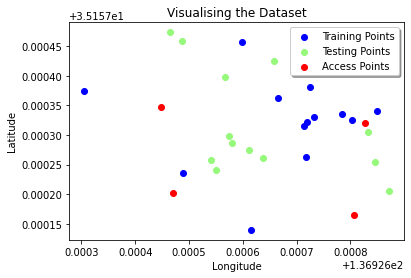 Visualising the Dataset
+3.5157e1
Training Points
Testing Points
Access Points
0.00045
0.00040
0.00035
0.00030
0.00025
0.00020
0.00015
Latitude
0.0003
0.0004
0.0005
0.0006
0.0007
0.0008
Longitude
+1.36926e2